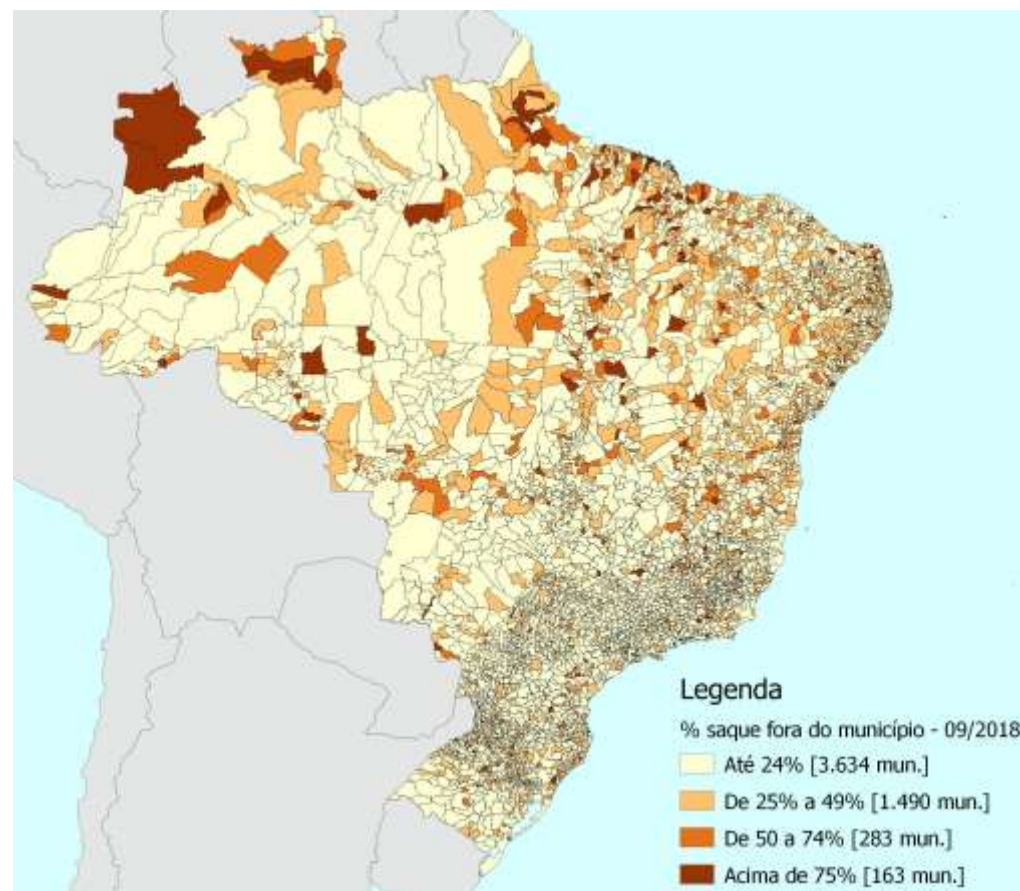 Legenda
% saque fora do município - 09/2018
Até 24% [3.634 mun.]
De 25% a 49% [1.490 mun.]
De 50 a 74% [283 mun.]
Acima de 75% [163 mun.]